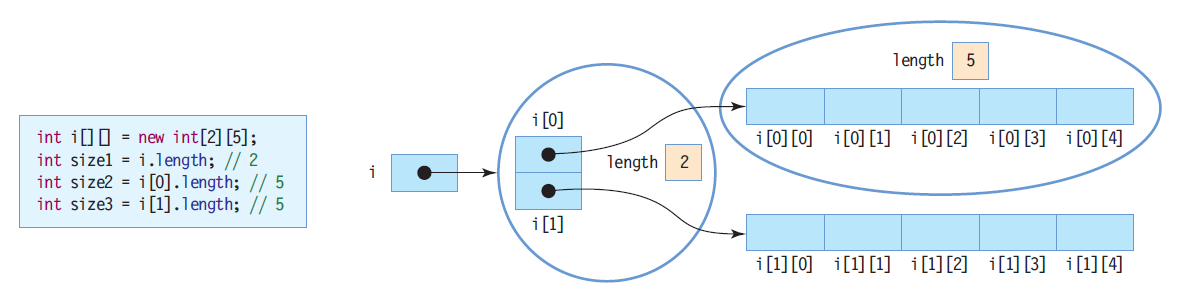 int i[][] = new int[2][5];
int size1 = i.length; // 2
int size2 = i[0].length; // 5
int size3 = i[1].length; // 5
i
i[0]
length 2
i[1]
length 5
i[0][0] i[0][1] i[0][2] i[0][3] i[0][4]
i[1][0] i[1][1] i[1][2] i[1][3] i[1][4]